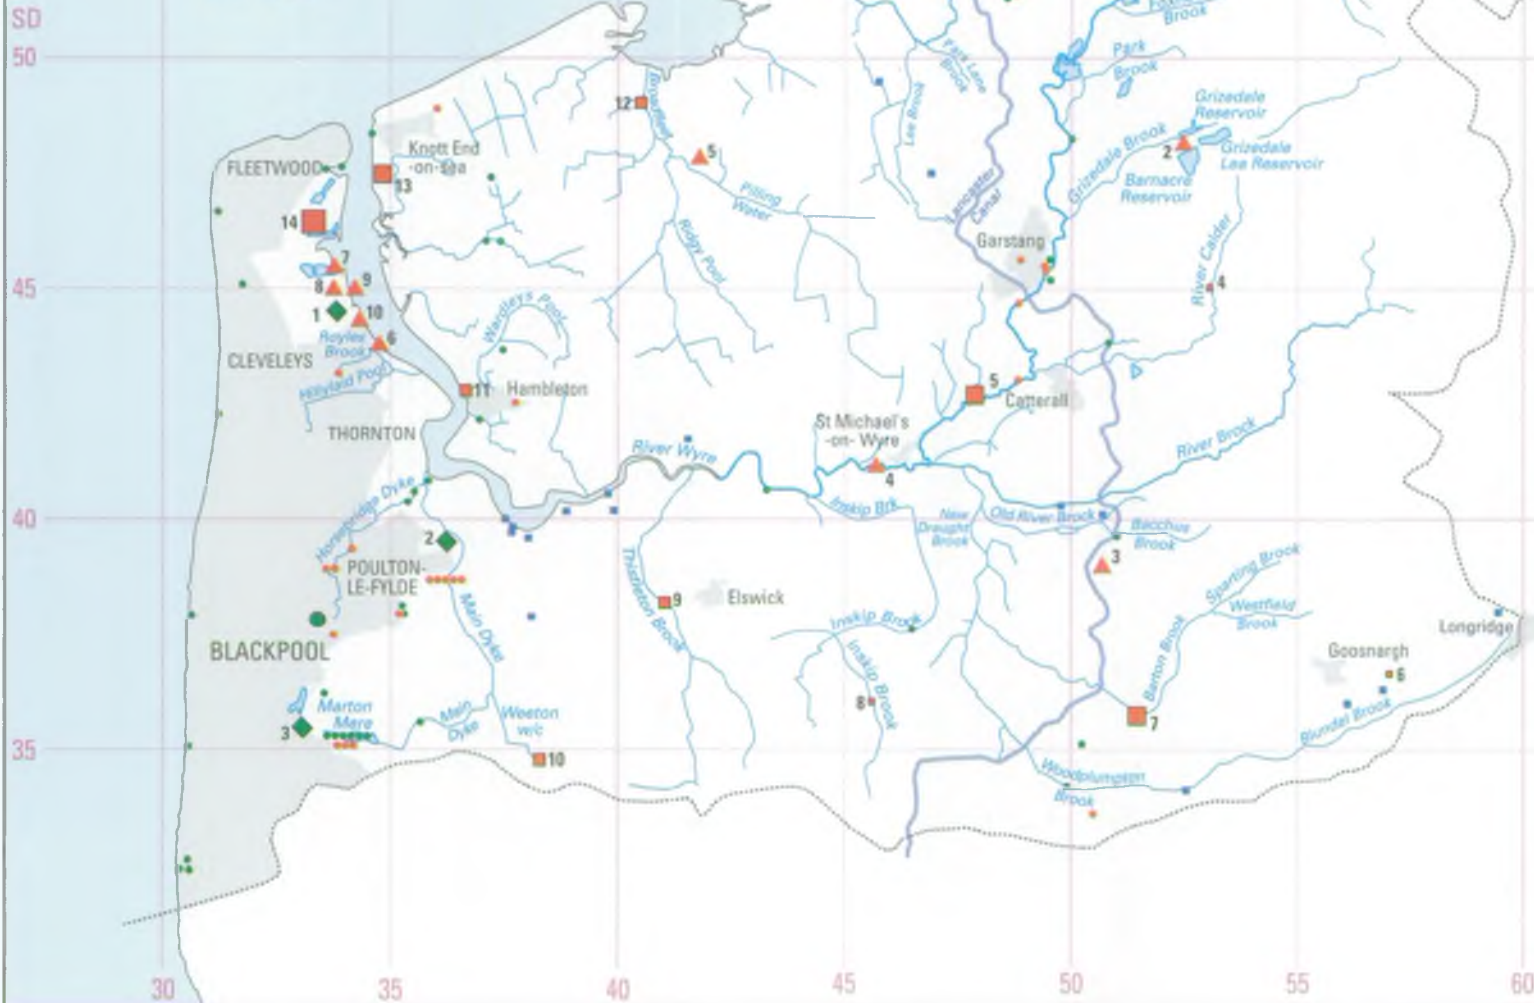 SD
50
Brook
Park
Brook
Park Lane
Brook
Lee Brook
Broadfleet
12
5
Grizedale
Reservoir
Grizedale Brook
2
Grizedale
Lea Reservoir
Barnacre
Reservoir
Knott End
-on-sea
FLEETWOOD
13
14
Pilling
Water
Lancaster
Canal
Garstang
Ridgy Pool
River Calder
7
8
9
45
4
1
10
Royles
Brook
6
Wardleys Pool
CLEVELEYS
Hillylaid Pool
11
Hambleton
5
Catterall
THORNTON
St Michael's
-on- Wyre
4
River Wyre
River Brock
Horsebridge Dyke
Inskip Brk
New
Draught
Brook
Old River Brock
Bacchus
Brook
40
2
3
POULTON-
LE-FYLDE
Main Dyke
Thistleton Brook
9
Elswick
Sparting Brook
Westfield
Brook
Inskip Brook
Inskip Brook
Barton Brook
Longridge
BLACKPOOL
Goosnargh
6
8
Marton
Mere
3
Main
Dyke
Weeton
w/c
7
Blundel Brook
35
10
Woodplumpton
Brook
30
35
40
45
50
55
60